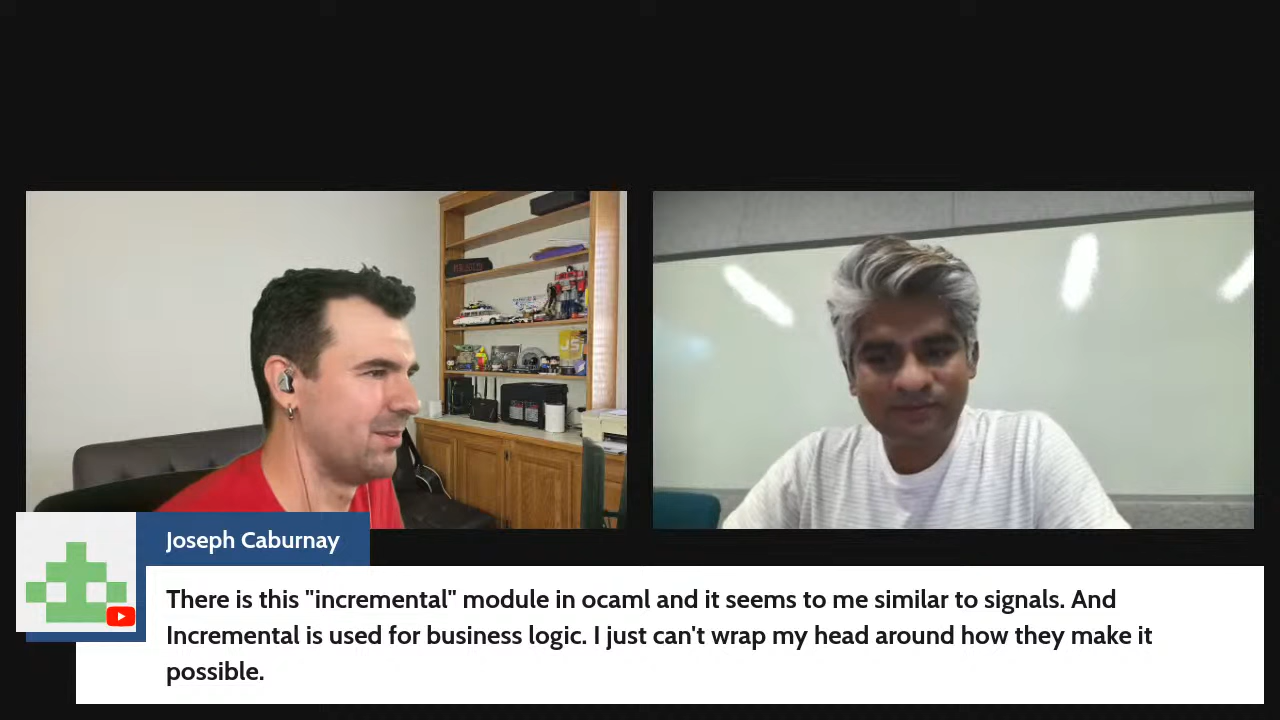 JS
Joseph Caburnay
There is this "incremental" module in ocaml and it seems to me similar to signals. And
Incremental is used for business logic. I just can't wrap my head around how they make it
possible.